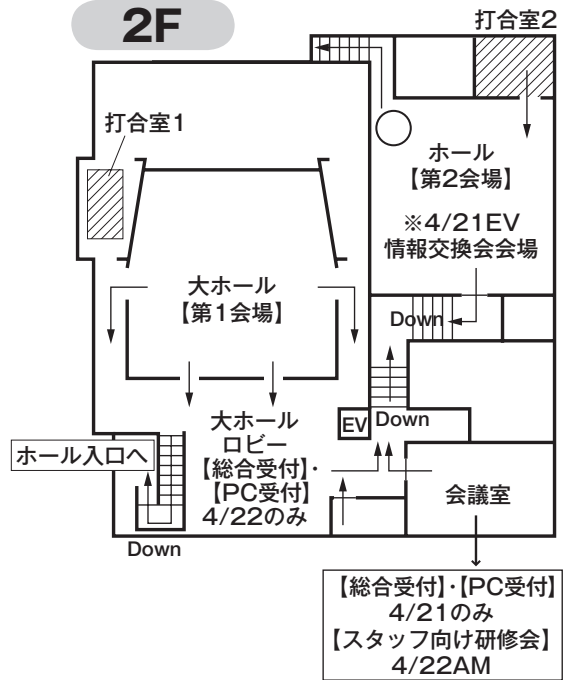 2F
打合室2
打合室1
ホール
【第2会場】
※4/21EV
情報交換会会場
大ホール
【第1会場】
Down
EV
Down
大ホール
ロビー
【総合受付】・
【PC受付】
4/22のみ
ホール入口へ
会議室
Down
【総合受付】・【PC受付】
4/21のみ
【スタッフ向け研修会】
4/22AM